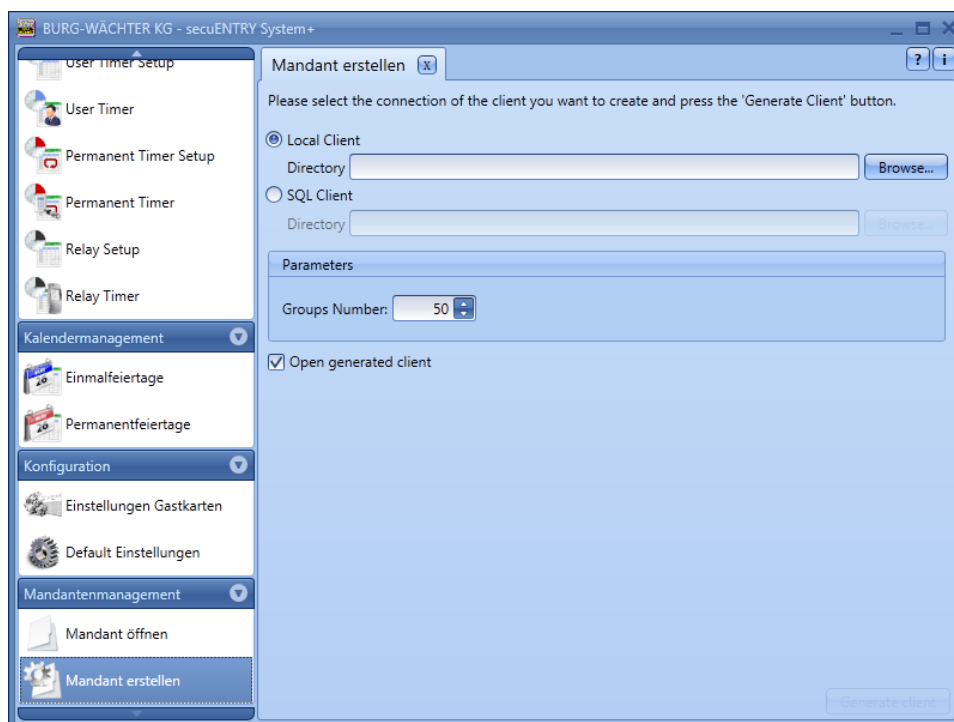 BURG-WÄCHTER KG - secuENTRY System+
User Timer Setup
User Timer
Permanent Timer Setup
Permanent Timer
Relay Setup
Relay Timer
Kalendermanagement
Einmalfeiertage
Permanentfeiertage
Konfiguration
Einstellungen Gastkarten
Default Einstellungen
Mandantenmanagement
Mandant öffnen
Mandant erstellen
Mandant erstellen x
? i
Please select the connection of the client you want to create and press the 'Generate Client' button.
Local Client
Directory Browse...
SQL Client
Directory Browse...
Parameters
Groups Number: 50
Open generated client
Generate client